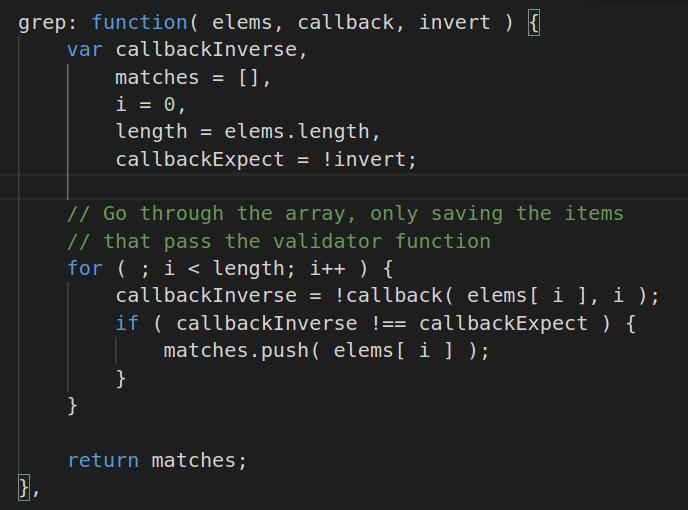 grep: function( elems, callback, invert ) {
    var callbackInverse,
        matches = [],
        i = 0,
        length = elems.length,
        callbackExpect = !invert;

    // Go through the array, only saving the items
    // that pass the validator function
    for ( ; i < length; i++ ) {
        callbackInverse = !callback( elems[ i ], i );
        if ( callbackInverse !== callbackExpect ) {
            matches.push( elems[ i ] );
        }
    }

    return matches;
},